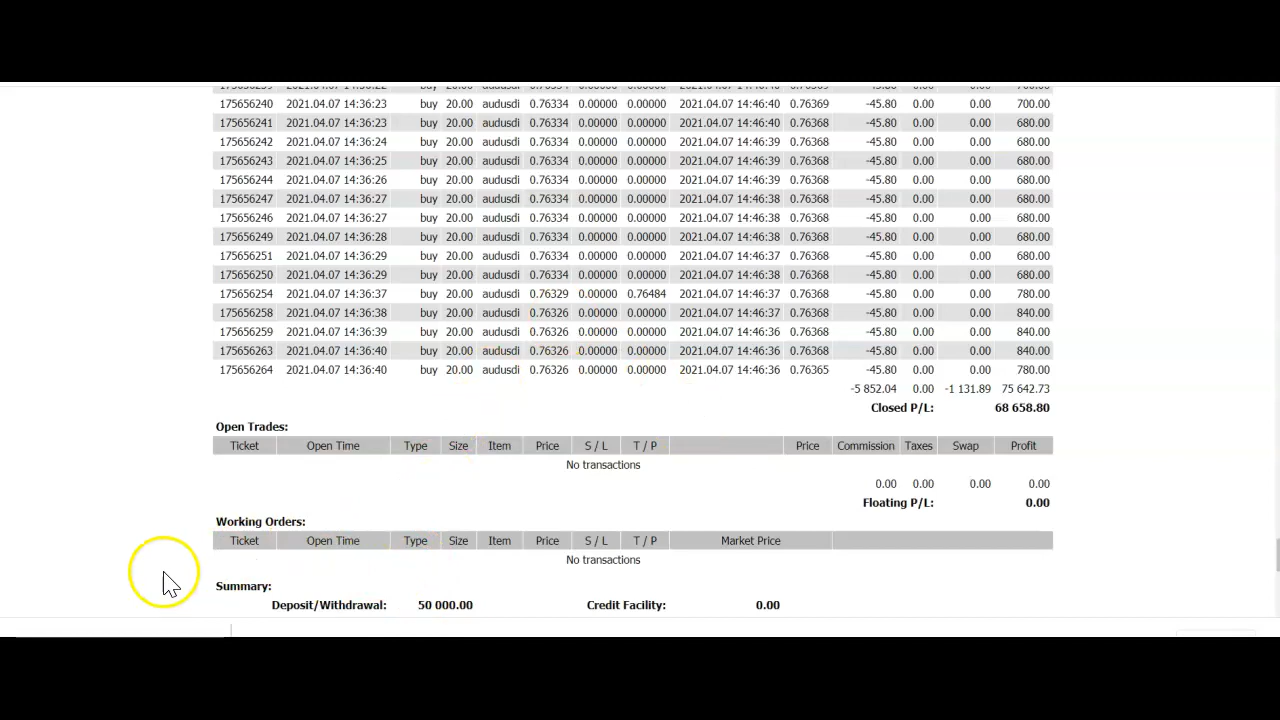 175656240 2021.04.07 14:36:23 buy 20.00 audusdi 0.76334 0.00000 0.00000 2021.04.07 14:46:40 0.76369 -45.80 0.00 0.00 700.00
175656241 2021.04.07 14:36:23 buy 20.00 audusdi 0.76334 0.00000 0.00000 2021.04.07 14:46:40 0.76368 -45.80 0.00 0.00 680.00
175656242 2021.04.07 14:36:24 buy 20.00 audusdi 0.76334 0.00000 0.00000 2021.04.07 14:46:39 0.76368 -45.80 0.00 0.00 680.00
175656243 2021.04.07 14:36:25 buy 20.00 audusdi 0.76334 0.00000 0.00000 2021.04.07 14:46:39 0.76368 -45.80 0.00 0.00 680.00
175656244 2021.04.07 14:36:26 buy 20.00 audusdi 0.76334 0.00000 0.00000 2021.04.07 14:46:39 0.76368 -45.80 0.00 0.00 680.00
175656247 2021.04.07 14:36:27 buy 20.00 audusdi 0.76334 0.00000 0.00000 2021.04.07 14:46:38 0.76368 -45.80 0.00 0.00 680.00
175656246 2021.04.07 14:36:27 buy 20.00 audusdi 0.76334 0.00000 0.00000 2021.04.07 14:46:38 0.76368 -45.80 0.00 0.00 680.00
175656249 2021.04.07 14:36:28 buy 20.00 audusdi 0.76334 0.00000 0.00000 2021.04.07 14:46:38 0.76368 -45.80 0.00 0.00 680.00
175656251 2021.04.07 14:36:29 buy 20.00 audusdi 0.76334 0.00000 0.00000 2021.04.07 14:46:37 0.76368 -45.80 0.00 0.00 680.00
175656250 2021.04.07 14:36:29 buy 20.00 audusdi 0.76334 0.00000 0.00000 2021.04.07 14:46:38 0.76368 -45.80 0.00 0.00 680.00
175656254 2021.04.07 14:36:37 buy 20.00 audusdi 0.76329 0.00000 0.76484 2021.04.07 14:46:37 0.76368 -45.80 0.00 0.00 780.00
175656258 2021.04.07 14:36:38 buy 20.00 audusdi 0.76326 0.00000 0.00000 2021.04.07 14:46:37 0.76368 -45.80 0.00 0.00 840.00
175656259 2021.04.07 14:36:39 buy 20.00 audusdi 0.76326 0.00000 0.00000 2021.04.07 14:46:36 0.76368 -45.80 0.00 0.00 840.00
175656263 2021.04.07 14:36:40 buy 20.00 audusdi 0.76326 0.00000 0.00000 2021.04.07 14:46:36 0.76368 -45.80 0.00 0.00 840.00
175656264 2021.04.07 14:36:40 buy 20.00 audusdi 0.76326 0.00000 0.00000 2021.04.07 14:46:36 0.76365 -45.80 0.00 0.00 780.00
-5 852.04 0.00 -1 131.89 75 642.73
Closed P/L: 68 658.80
Open Trades:
Ticket Open Time Type Size Item Price S / L T / P Price Commission Taxes Swap Profit
No transactions
0.00 0.00 0.00 0.00
Floating P/L: 0.00
Working Orders:
Ticket Open Time Type Size Item Price S / L T / P Market Price
No transactions
Summary:
Deposit/Withdrawal: 50 000.00 Credit Facility: 0.00